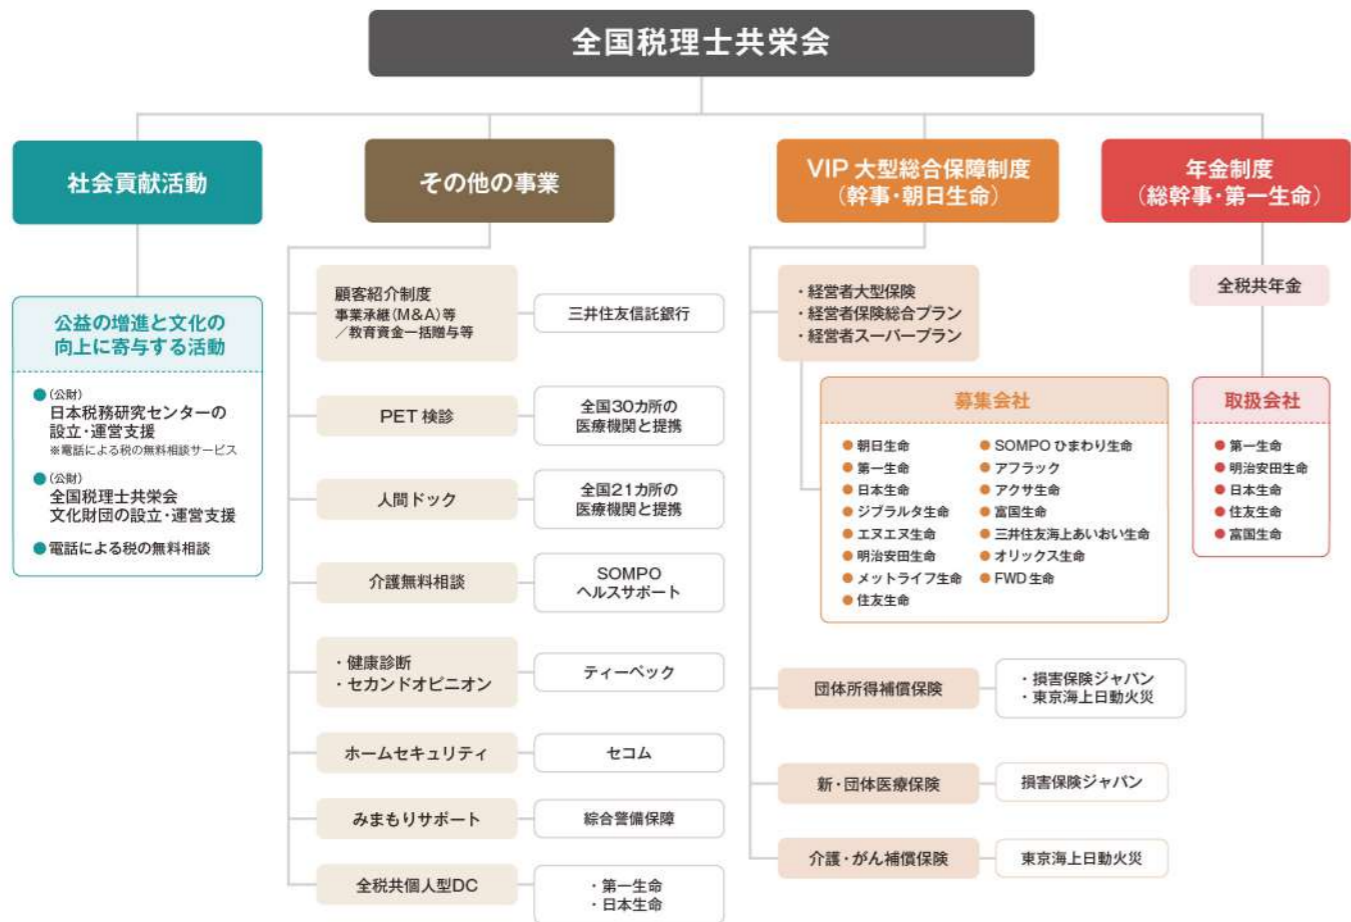 全国税理士共栄会
社会貢献活動
公益の増進と文化の
向上に寄与する活動
●(公財)
日本税務研究センターの
設立・運営支援
※電話による税の無料相談サービス
●(公財)
全国税理士共栄会
文化財団の設立・運営支援
●電話による税の無料相談
その他の事業
顧客紹介制度
事業承継(M&A)等
／教育資金一括贈与等
三井住友信託銀行
PET検診
全国30カ所の
医療機関と提携
人間ドック
全国21カ所の
医療機関と提携
介護無料相談
SOMPO
ヘルスサポート
・健康診断
・セカンドオピニオン
ティーペック
ホームセキュリティ
セコム
みまもりサポート
綜合警備保障
全税共個人型DC
・第一生命
・日本生命
VIP大型総合保障制度
(幹事・朝日生命)
・経営者大型保険
・経営者保険総合プラン
・経営者スーパープラン
募集会社
●朝日生命
●第一生命
●日本生命
●ジブラルタ生命
●エヌエヌ生命
●明治安田生命
●メットライフ生命
●住友生命
●SOMPOひまわり生命
●アフラック
●アクサ生命
●富国生命
●三井住友海上あいおい生命
●オリックス生命
●FWD生命
団体所得補償保険
・損害保険ジャパン
・東京海上日動火災
新・団体医療保険
損害保険ジャパン
介護・がん補償保険
東京海上日動火災
年金制度
(総幹事・第一生命)
全税共年金
取扱会社
●第一生命
●明治安田生命
●日本生命
●住友生命
●富国生命